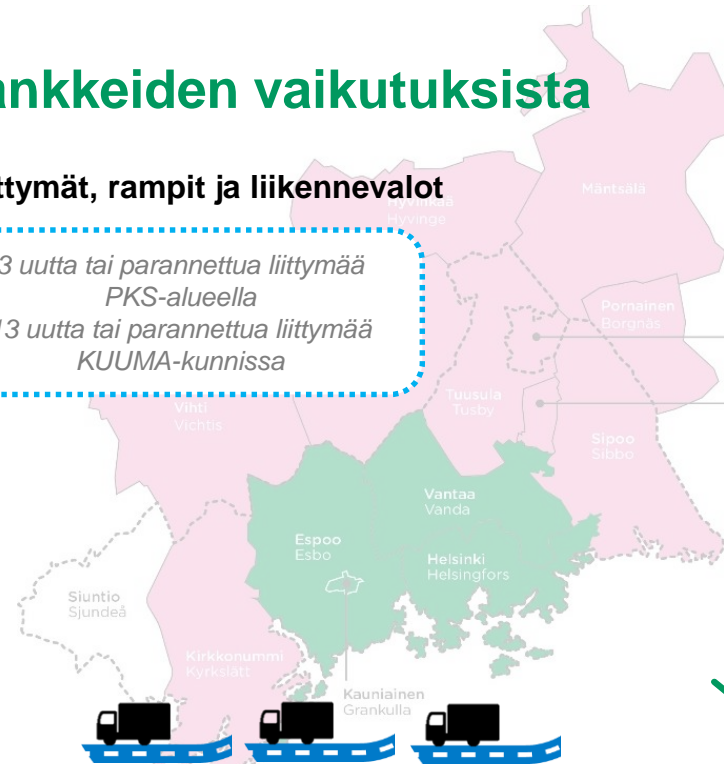 ankkeiden vaikutuksista
ttymät, rampit ja liikennevalot
3 uutta tai parannettua liittymää
PKS-alueella
13 uutta tai parannettua liittymää
KUUMA-kunnissa
Mäntsälä
Hyvinkää
Hyvinge
Pornainen
Borgnäs
Tuusula
Tusby
Vihti
Vichtis
Sipoo
Sibbo
Vantaa
Vanda
Espoo
Esbo
Helsinki
Helsingfors
Siuntio
Sjundeå
Kirkkonummi
Kyrkslätt
Kauniainen
Grankulla